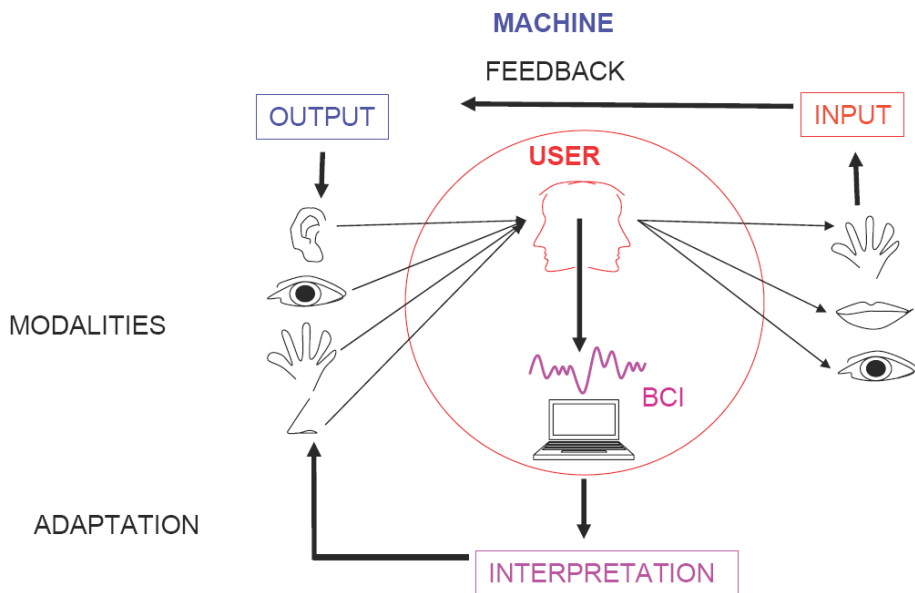 MACHINE
FEEDBACK
OUTPUT
INPUT
USER
MODALITIES
BCI
ADAPTATION
INTERPRETATION